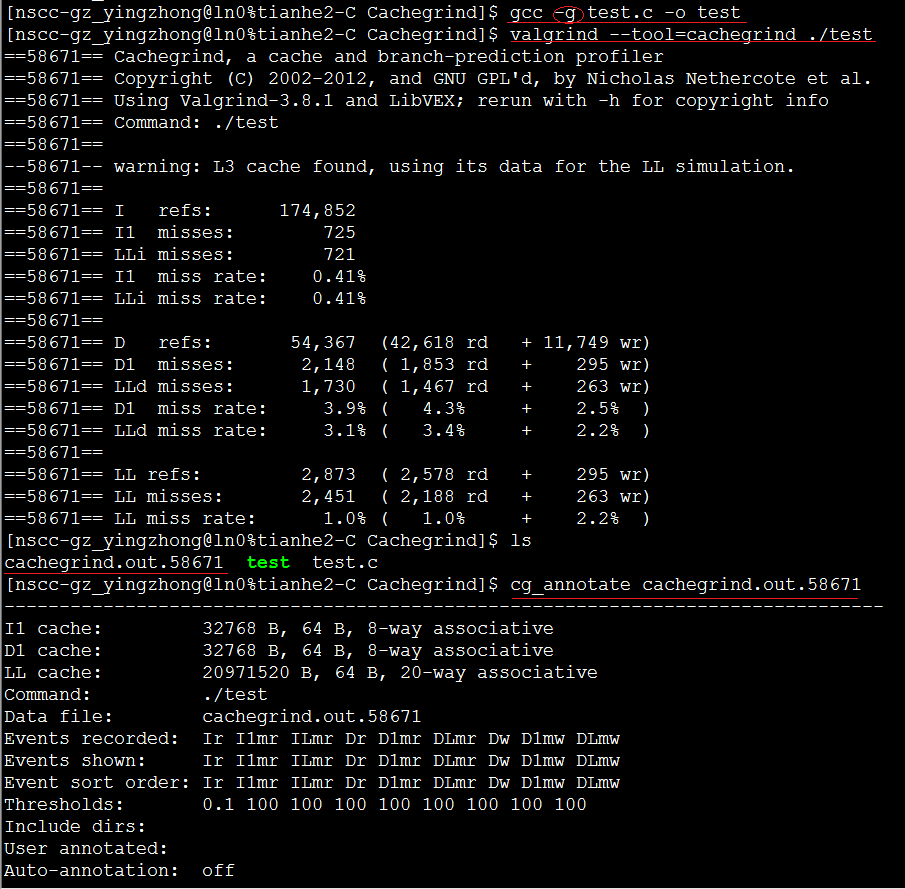 [nscc-gz_yingzhong@ln0%tianhe2-C Cachegrind]$ gcc -g test.c -o test
[nscc-gz_yingzhong@ln0%tianhe2-C Cachegrind]$ valgrind --tool=cachegrind ./test
==58671== Cachegrind, a cache and branch-prediction profiler
==58671== Copyright (C) 2002-2012, and GNU GPL'd, by Nicholas Nethercote et al.
==58671== Using Valgrind-3.8.1 and LibVEX; rerun with -h for copyright info
==58671== Command: ./test
==58671==
--58671-- warning: L3 cache found, using its data for the LL simulation.
==58671==
==58671== I   refs:      174,852
==58671== I1  misses:        725
==58671== LLi misses:        721
==58671== I1  miss rate:    0.41%
==58671== LLi miss rate:    0.41%
==58671==
==58671== D   refs:       54,367  (42,618 rd   + 11,749 wr)
==58671== D1  misses:      2,148  ( 1,853 rd   +    295 wr)
==58671== LLd misses:      1,730  ( 1,467 rd   +    263 wr)
==58671== D1  miss rate:     3.9% (   4.3%     +    2.5%  )
==58671== LLd miss rate:     3.1% (   3.4%     +    2.2%  )
==58671==
==58671== LL refs:         2,873  ( 2,578 rd   +    295 wr)
==58671== LL misses:       2,451  ( 2,188 rd   +    263 wr)
==58671== LL miss rate:      1.0% (   1.0%     +    2.2%  )
[nscc-gz_yingzhong@ln0%tianhe2-C Cachegrind]$ ls
cachegrind.out.58671  test  test.c
[nscc-gz_yingzhong@ln0%tianhe2-C Cachegrind]$ cg_annotate cachegrind.out.58671
--------------------------------------------------------------------------------
I1 cache:         32768 B, 64 B, 8-way associative
D1 cache:         32768 B, 64 B, 8-way associative
LL cache:         20971520 B, 64 B, 20-way associative
Command:          ./test
Data file:        cachegrind.out.58671
Events recorded:  Ir I1mr ILmr Dr D1mr DLmr Dw D1mw DLmw
Events shown:     Ir I1mr ILmr Dr D1mr DLmr Dw D1mw DLmw
Event sort order: Ir I1mr ILmr Dr D1mr DLmr Dw D1mw DLmw
Thresholds:       0.1 100 100 100 100 100 100 100 100
Include dirs:
User annotated:
Auto-annotation:  off